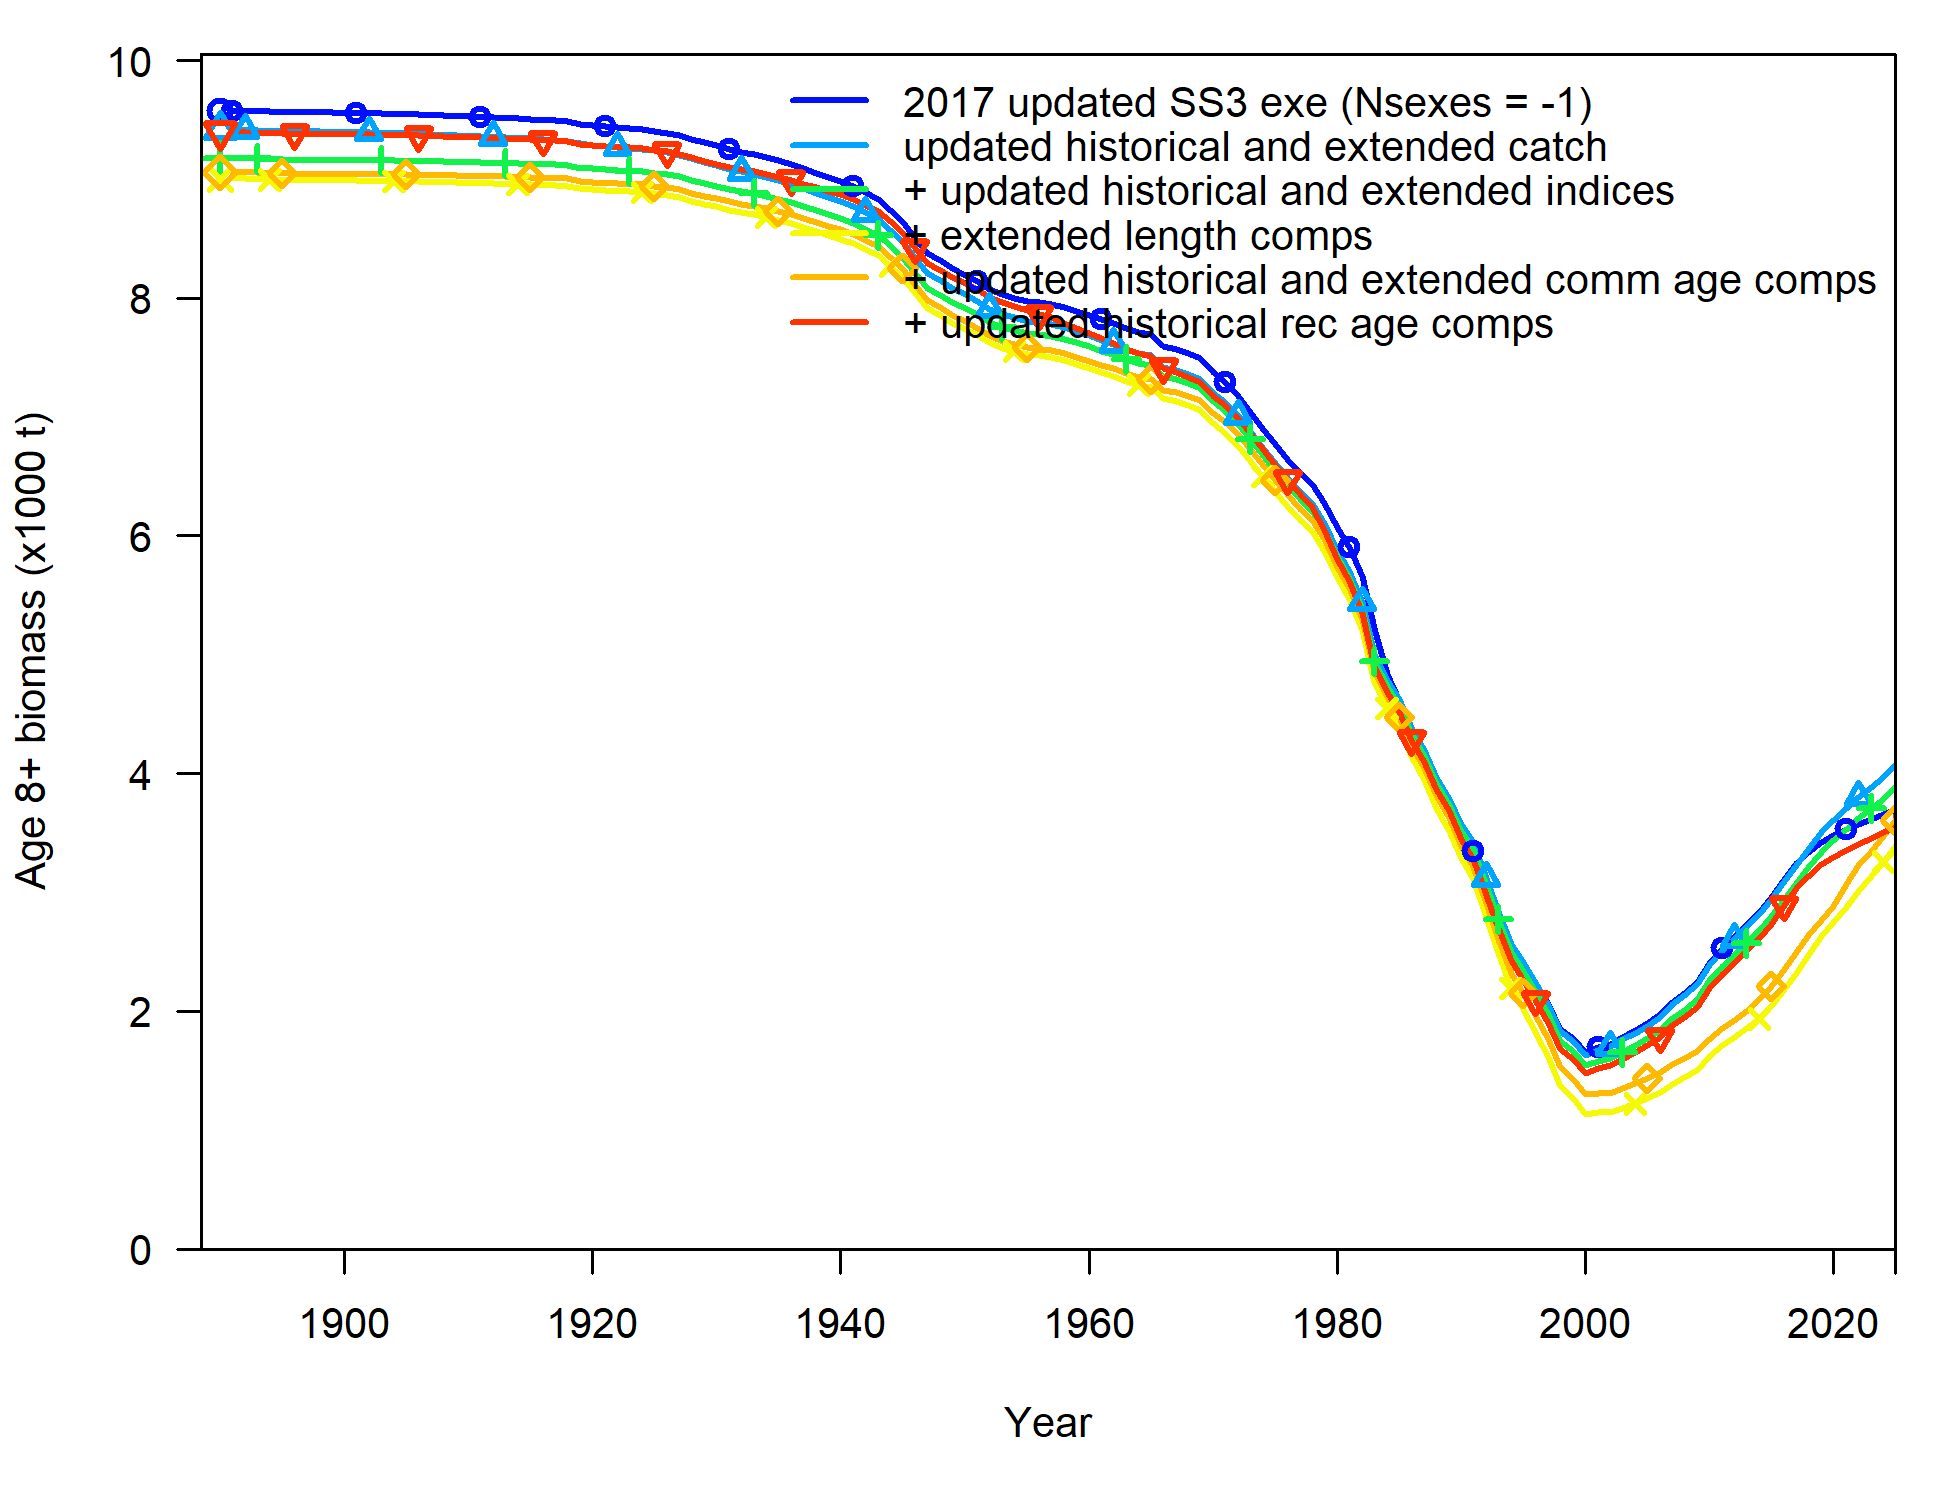 10
8
6
4
2
0
Age 8+ biomass (x1000 t)
2017 updated SS3 exe (Nsexes = -1)
updated historical and extended catch
+ updated historical and extended indices
+ extended length comps
+ updated historical and extended comm age comps
+ updated historical rec age comps
1900 1920 1940 1960 1980 2000 2020
Year